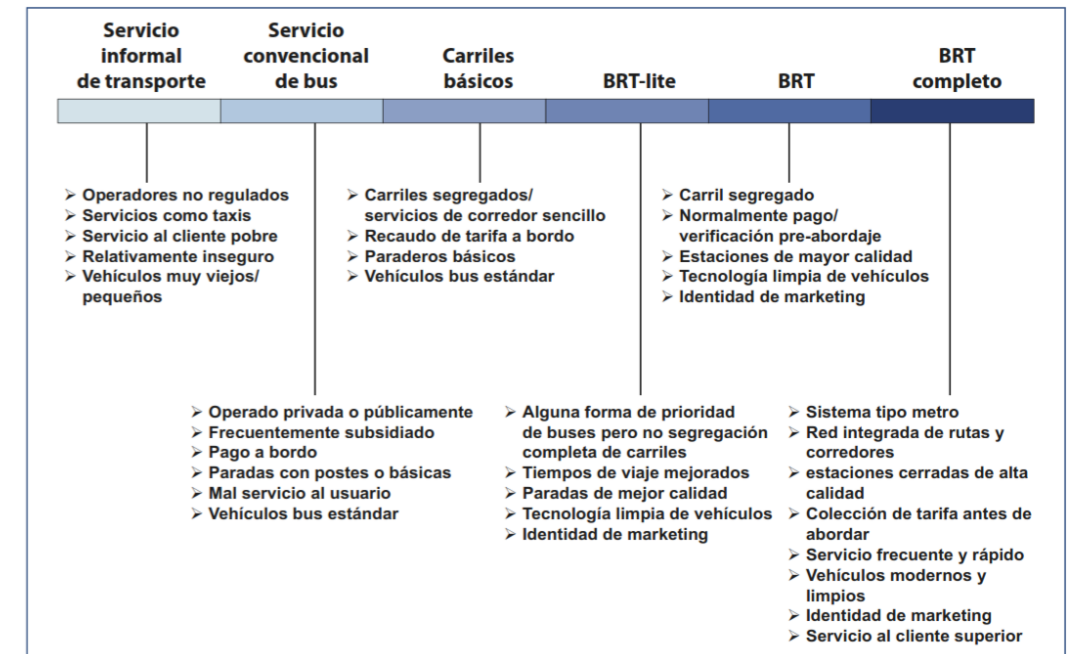 Servicio
informal
de transporte
Servicio
convencional
de bus
Carriles
básicos
BRT-lite
BRT
BRT
completo
➢ Operadores no regulados
➢ Servicios como taxis
➢ Servicio al cliente pobre
➢ Relativamente inseguro
➢ Vehículos muy viejos/
pequeños
➢ Carriles segregados/
servicios de corredor sencillo
➢ Recaudo de tarifa a bordo
➢ Paraderos básicos
➢ Vehículos bus estándar
➢ Carril segregado
➢ Normalmente pago/
verificación pre-abordaje
➢ Estaciones de mayor calidad
➢ Tecnología limpia de vehículos
➢ Identidad de marketing
➢ Operado privada o públicamente
➢ Frecuentemente subsidiado
➢ Pago a bordo
➢ Paradas con postes o básicas
➢ Mal servicio al usuario
➢ Vehículos bus estándar
➢ Alguna forma de prioridad
de buses pero no segregación
completa de carriles
➢ Tiempos de viaje mejorados
➢ Paradas de mejor calidad
➢ Tecnología limpia de vehículos
➢ Identidad de marketing
➢ Sistema tipo metro
➢ Red integrada de rutas y
corredores
➢ estaciones cerradas de alta
calidad
➢ Colección de tarifa antes de
abordar
➢ Servicio frecuente y rápido
➢ Vehículos modernos y
limpios
➢ Identidad de marketing
➢ Servicio al cliente superior